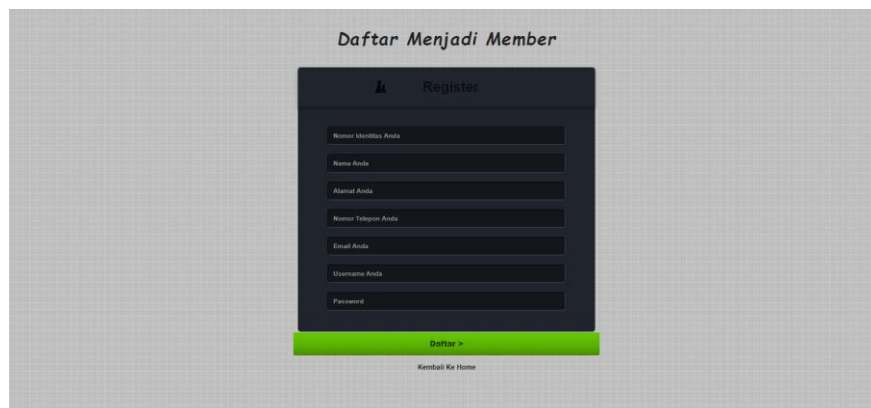 Daftar Menjadi Member
Register
Nomor Identitas Anda
Nama Anda
Alamat Anda
Nomor Telepon Anda
Email Anda
Username Anda
Password
Daftar >
Kembali Ke Home